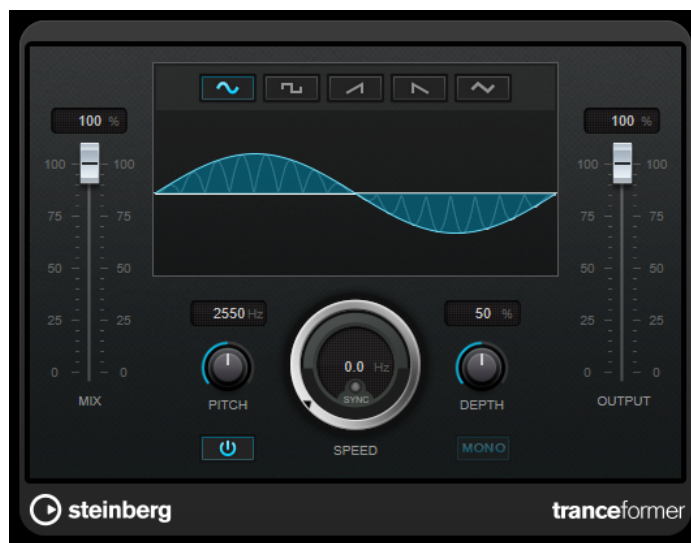 100 %
100 %
100 100
100 100
75 75
75 75
50 50
50 50
2550 Hz
50 %
25 25
25 25
0.0 Hz
0 0
0 0
SYNC
MIX
PITCH
DEPTH
OUTPUT
SPEED
MONO
steinberg
tranceformer